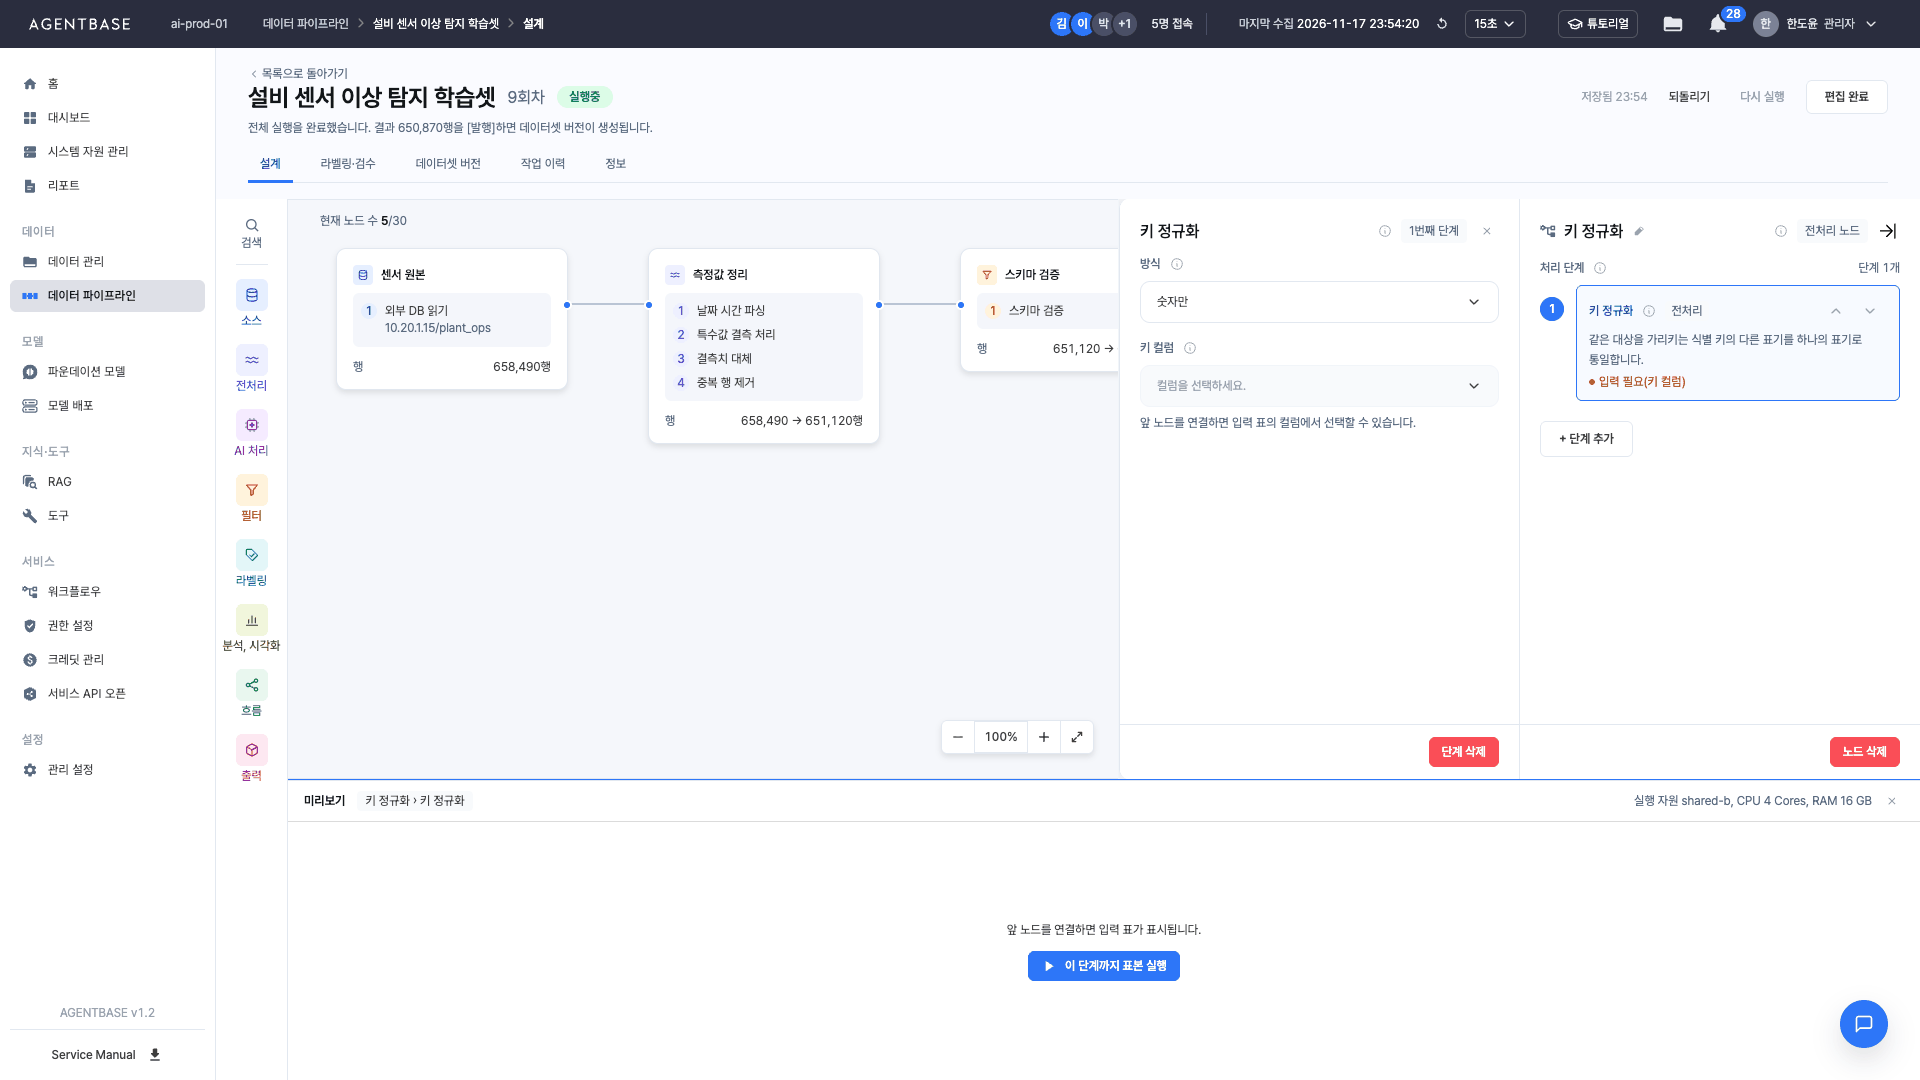 AGENTBASE
ai-prod-01
데이터 파이프라인
설비 센서 이상 탐지 학습셋
설계
김
이
박
+1
5명 접속
마지막 수집 2026-11-17 23:54:20
15초
튜토리얼
28
한
한도윤 관리자
홈
대시보드
시스템 자원 관리
리포트
데이터
데이터 관리
데이터 파이프라인
모델
파운데이션 모델
모델 배포
지식·도구
RAG
도구
서비스
워크플로우
권한 설정
크레딧 관리
서비스 API 오픈
설정
관리 설정
AGENTBASE v1.2
Service Manual
목록으로 돌아가기
설비 센서 이상 탐지 학습셋
9회차
실행중
전체 실행을 완료했습니다. 결과 650,870행을 [발행]하면 데이터셋 버전이 생성됩니다.
저장됨 23:54
되돌리기
다시 실행
편집 완료
설계
라벨링·검수
데이터셋 버전
작업 이력
정보
검색
소스
전처리
AI 처리
필터
라벨링
분석, 시각화
흐름
출력
현재 노드 수 5/30
센서 원본
1 외부 DB 읽기
10.20.1.15/plant_ops
행 658,490행
측정값 정리
1 날짜 시간 파싱
2 특수값 결측 처리
3 결측치 대체
4 중복 행 제거
행 658,490 → 651,120행
스키마 검증
1 스키마 검증
행 651,120 →
100%
키 정규화
1번째 단계
방식
숫자만
키 컬럼
컬럼을 선택하세요.
앞 노드를 연결하면 입력 표의 컬럼에서 선택할 수 있습니다.
단계 삭제
키 정규화
전처리 노드
처리 단계
단계 1개
1
키 정규화
전처리
같은 대상을 가리키는 식별 키의 다른 표기를 하나의 표기로
통일합니다.
입력 필요(키 컬럼)
+ 단계 추가
노드 삭제
미리보기
키 정규화 › 키 정규화
실행 자원 shared-b, CPU 4 Cores, RAM 16 GB
앞 노드를 연결하면 입력 표가 표시됩니다.
이 단계까지 표본 실행